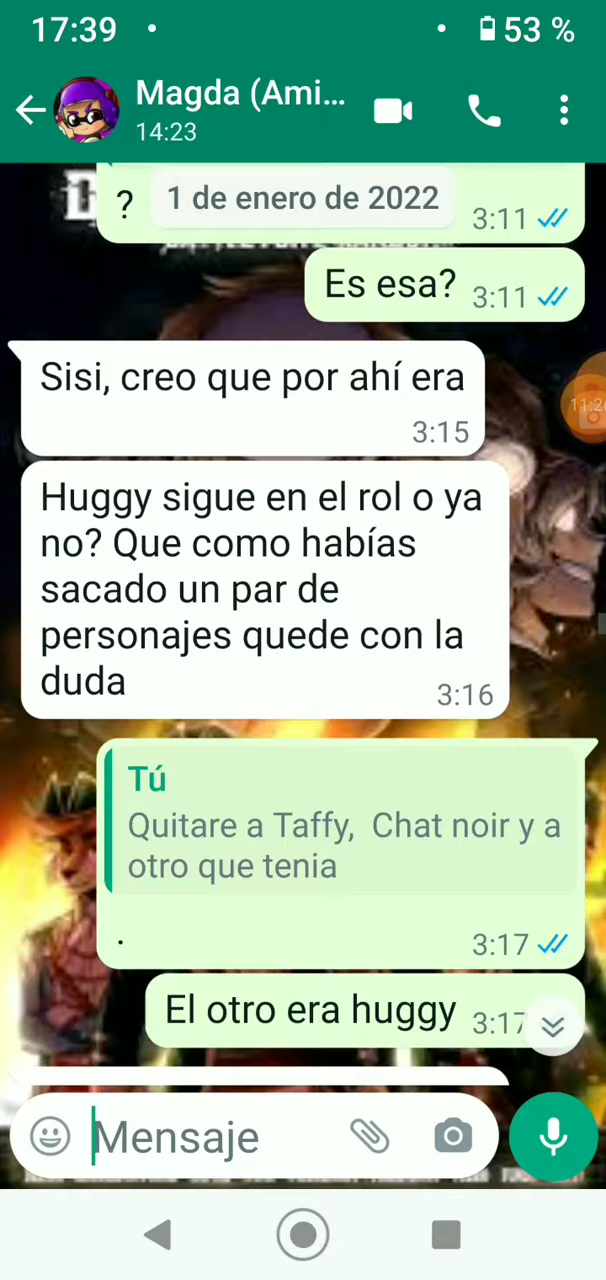 17:39
53 %
Magda (Ami...
14:23
?
1 de enero de 2022
3:11
Es esa?
3:11
Sisi, creo que por ahí era
3:15
Huggy sigue en el rol o ya
no? Que como habías
sacado un par de
personajes quede con la
duda
3:16
Tú
Quitare a Taffy, Chat noir y a
otro que tenia
.
3:17
El otro era huggy
3:17
Mensaje